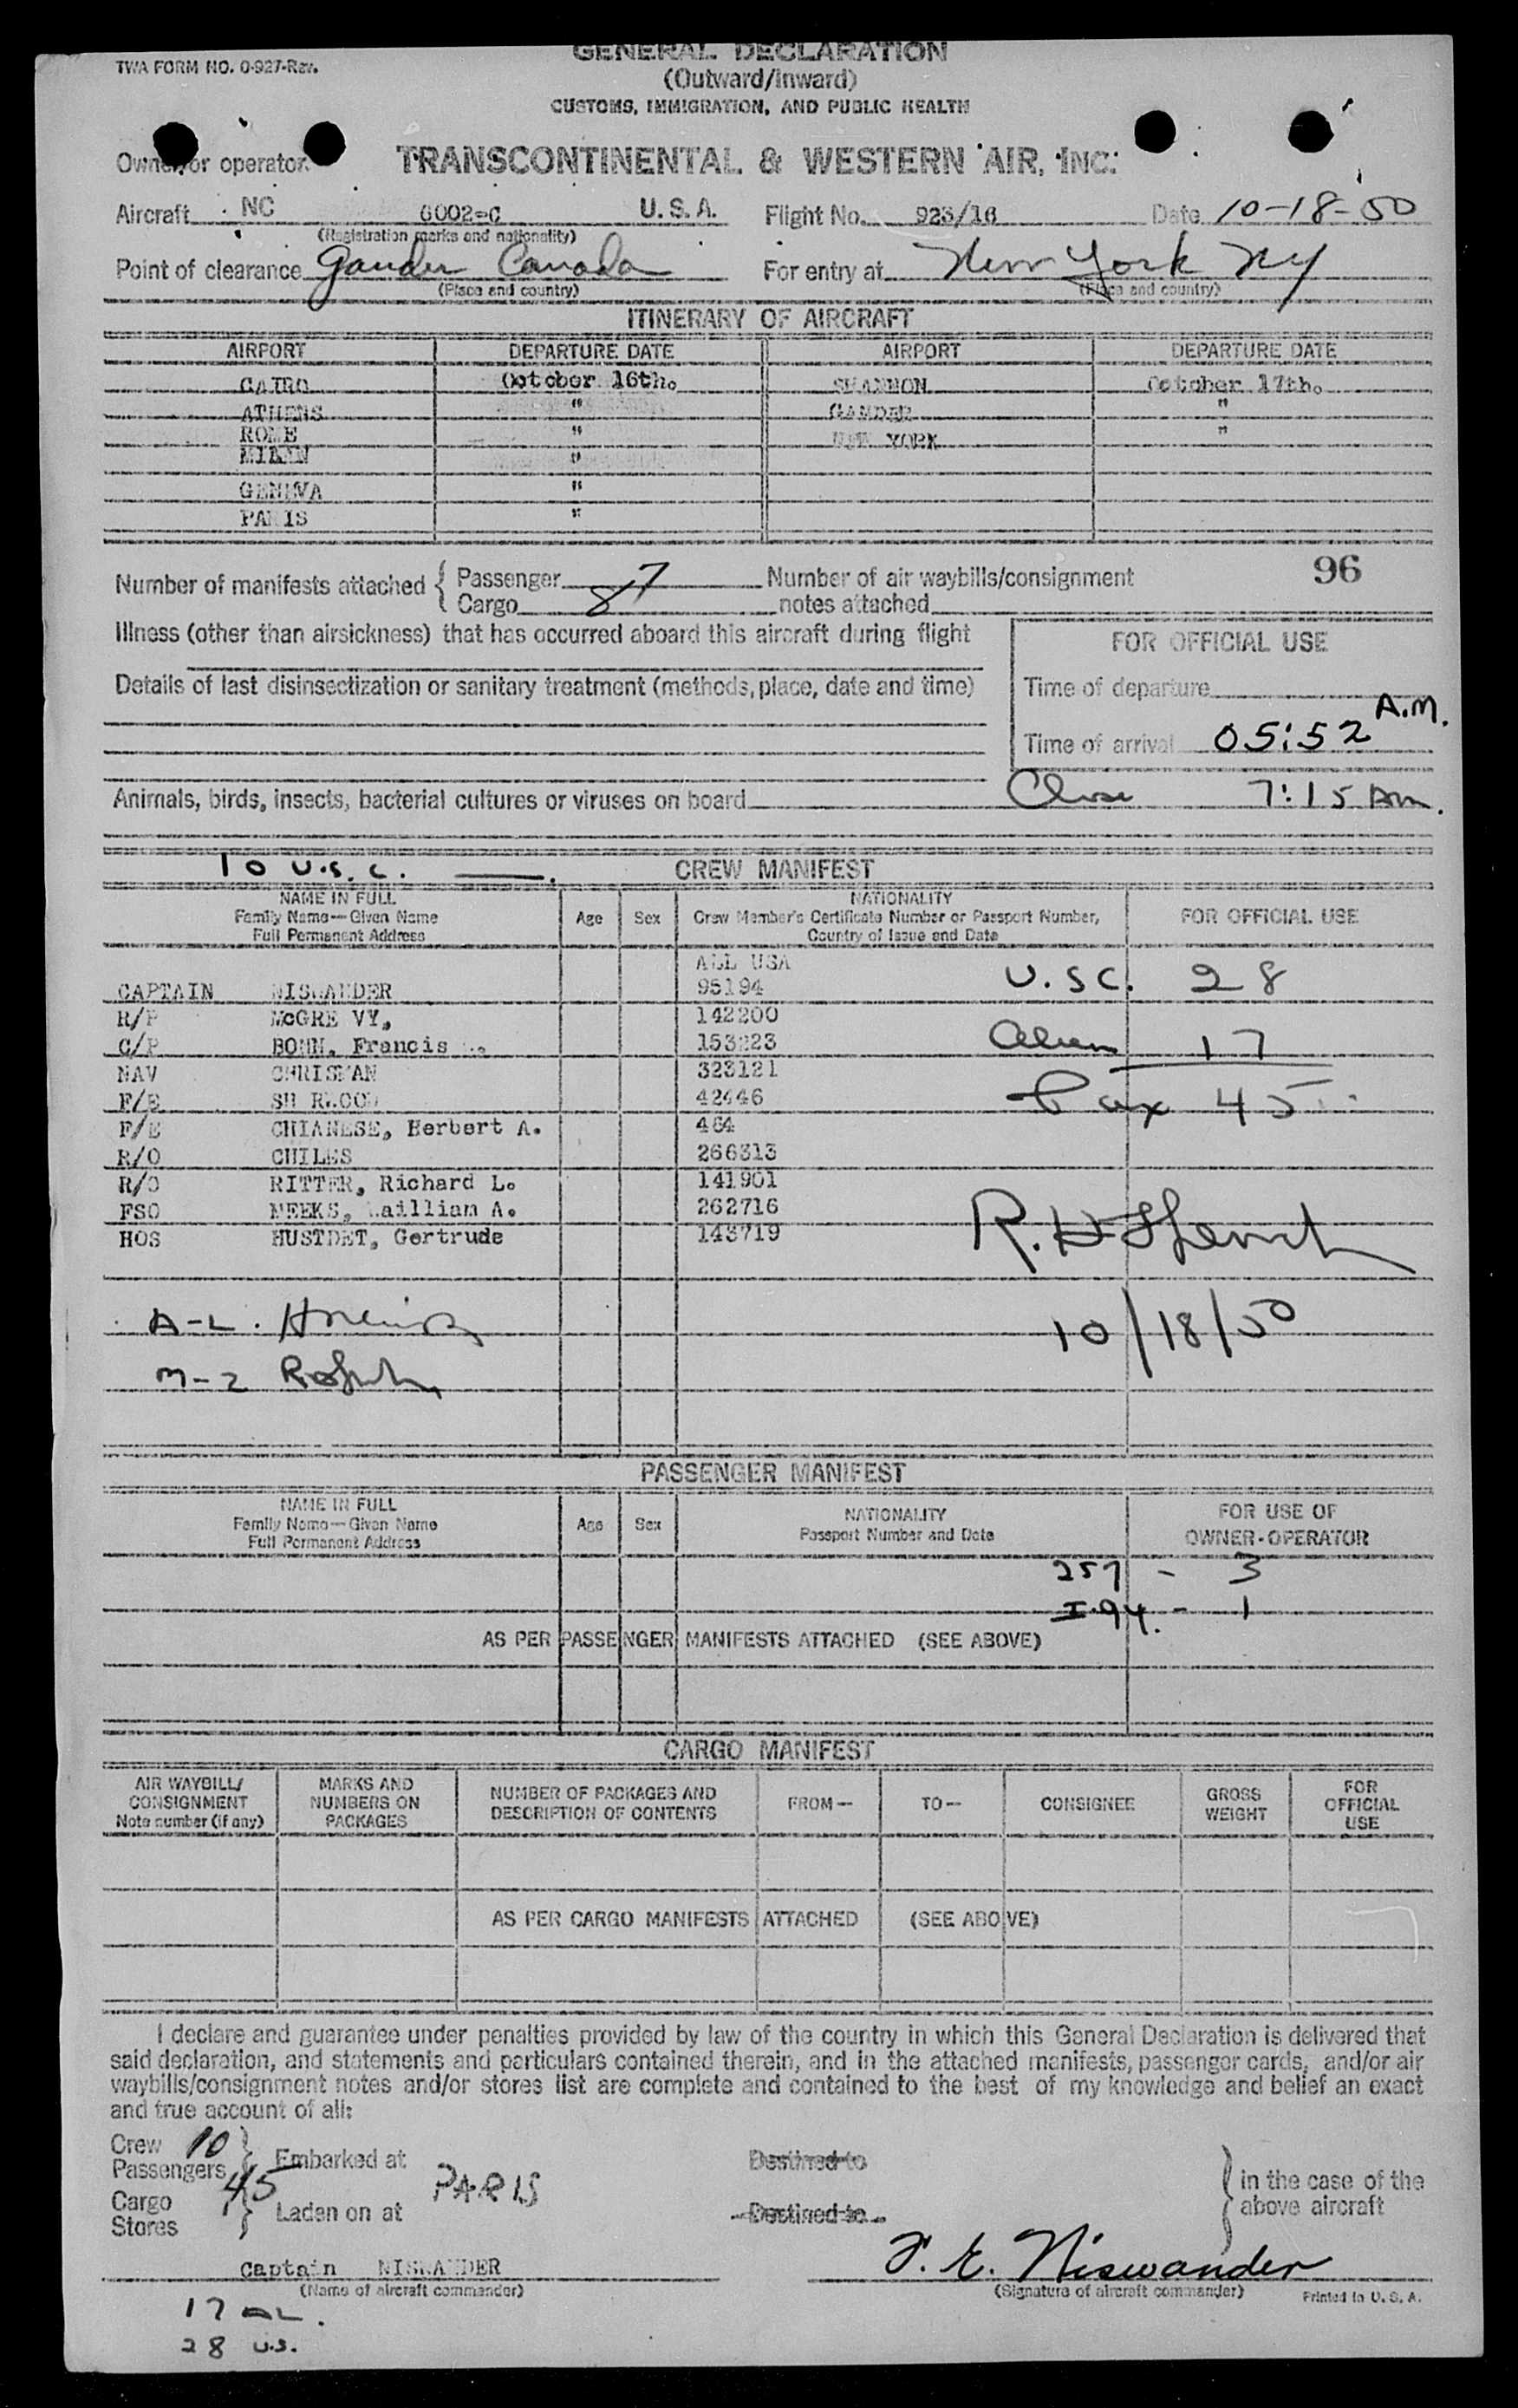 TWA FORM NO. O-927-Rev.
GENERAL DECLARATION
(Outward/Inward)
CUSTOMS, IMMIGRATION, AND PUBLIC HEALTH
Owner or operator TRANSCONTINENTAL & WESTERN AIR, INC.
Aircraft NC 6002-C U.S.A. Flight No. 923/16 Date 10-18-50
(Registration marks and nationality)
Point of clearance Gander Canada For entry at New York NY
(Place and country) (Place and country)
ITINERARY OF AIRCRAFT
AIRPORT DEPARTURE DATE AIRPORT DEPARTURE DATE
CAIRO October 16th. SHANNON October 17th.
ATHENS " GANDER "
ROME " NEW YORK "
MILAN "
GENEVA "
PARIS "
96
Number of manifests attached { Passenger 7 Number of air waybills/consignment
Cargo 8 notes attached
Illness (other than airsickness) that has occurred aboard this aircraft during flight
FOR OFFICIAL USE
Details of last disinsectization or sanitary treatment (methods, place, date and time)
Time of departure
Time of arrival 05:52 A.M.
Animals, birds, insects, bacterial cultures or viruses on board
Close 7:15 Am.
10 U.S.C. —. CREW MANIFEST
NAME IN FULL
Family Name—Given Name
Full Permanent Address
Age Sex
NATIONALITY
Crew Member's Certificate Number or Passport Number,
Country of Issue and Date
FOR OFFICIAL USE
ALL USA
CAPTAIN NISWANDER 95194 U.SC. 28
R/P McGRE VY, 142200
C/P BOHN, Francis 153223 Alien 17
NAV CHRISMAN 323121
F/E SH RWOOD 42446 Pax 45
F/E CHIANESE, Herbert A. 464
R/O CHILES 266313
R/O RITTER, Richard L. 141901
FSO MEEKS, Wailliam A. 262716
HOS HUSTDET, Gertrude 143719
A-L.
10/18/50
M-2
PASSENGER MANIFEST
NAME IN FULL
Family Name—Given Name
Full Permanent Address
Age Sex
NATIONALITY
Passport Number and Date
FOR USE OF
OWNER-OPERATOR
257 - 3
I-94. - 1
AS PER PASSENGER MANIFESTS ATTACHED (SEE ABOVE)
CARGO MANIFEST
AIR WAYBILL/
CONSIGNMENT
Note number (if any)
MARKS AND
NUMBERS ON
PACKAGES
NUMBER OF PACKAGES AND
DESCRIPTION OF CONTENTS
FROM— TO— CONSIGNEE
GROSS
WEIGHT
FOR
OFFICIAL
USE
AS PER CARGO MANIFESTS ATTACHED (SEE ABOVE)
I declare and guarantee under penalties provided by law of the country in which this General Declaration is delivered that
said declaration, and statements and particulars contained therein, and in the attached manifests, passenger cards, and/or air
waybills/consignment notes and/or stores list are complete and contained to the best of my knowledge and belief an exact
and true account of all:
Crew 10
Passengers 45
Embarked at PARIS Destined to
in the case of the
above aircraft
Cargo
Stores
Laden on at Destined to
Captain NISWANDER F. E. Niswander
(Name of aircraft commander) (Signature of aircraft commander) Printed in U. S. A.
17 AL.
28 U.S.